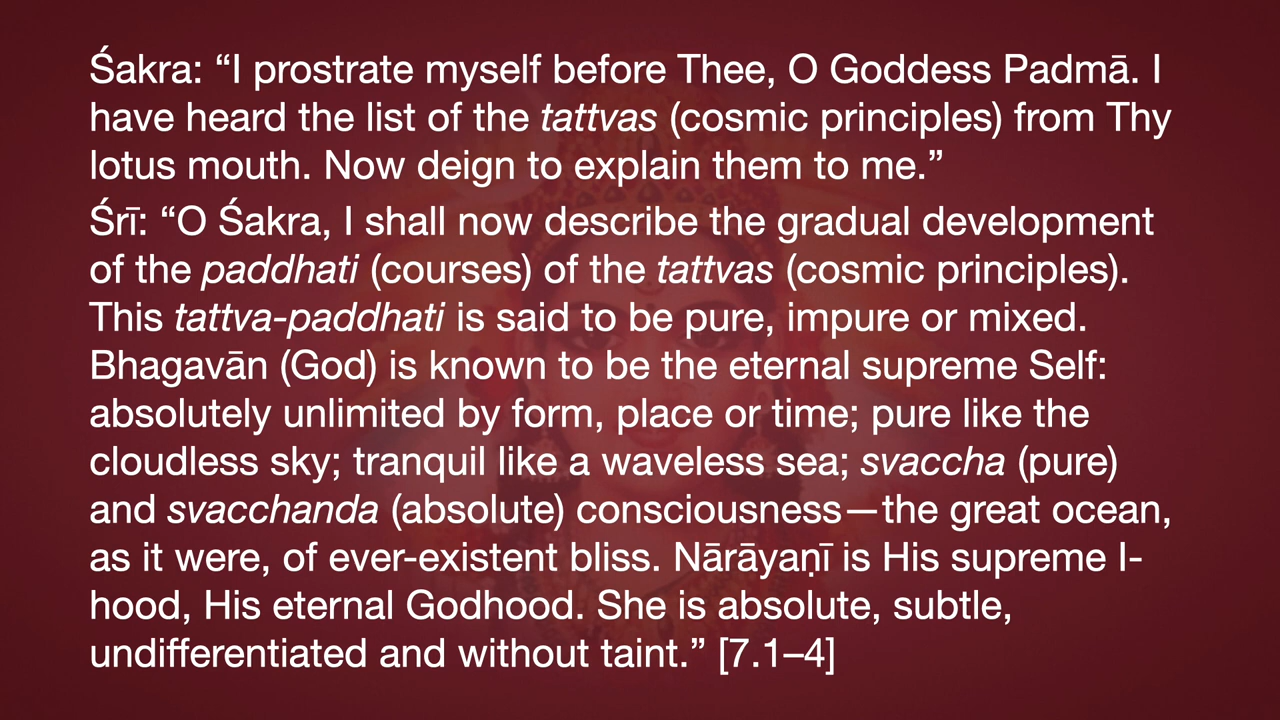 Śakra: “I prostrate myself before Thee, O Goddess Padmā. I
have heard the list of the tattvas (cosmic principles) from Thy
lotus mouth. Now deign to explain them to me.”
Śrī: “O Śakra, I shall now describe the gradual development
of the paddhati (courses) of the tattvas (cosmic principles).
This tattva-paddhati is said to be pure, impure or mixed.
Bhagavān (God) is known to be the eternal supreme Self:
absolutely unlimited by form, place or time; pure like the
cloudless sky; tranquil like a waveless sea; svaccha (pure)
and svacchanda (absolute) consciousness—the great ocean,
as it were, of ever-existent bliss. Nārāyaṇī is His supreme I-
hood, His eternal Godhood. She is absolute, subtle,
undifferentiated and without taint.” [7.1–4]